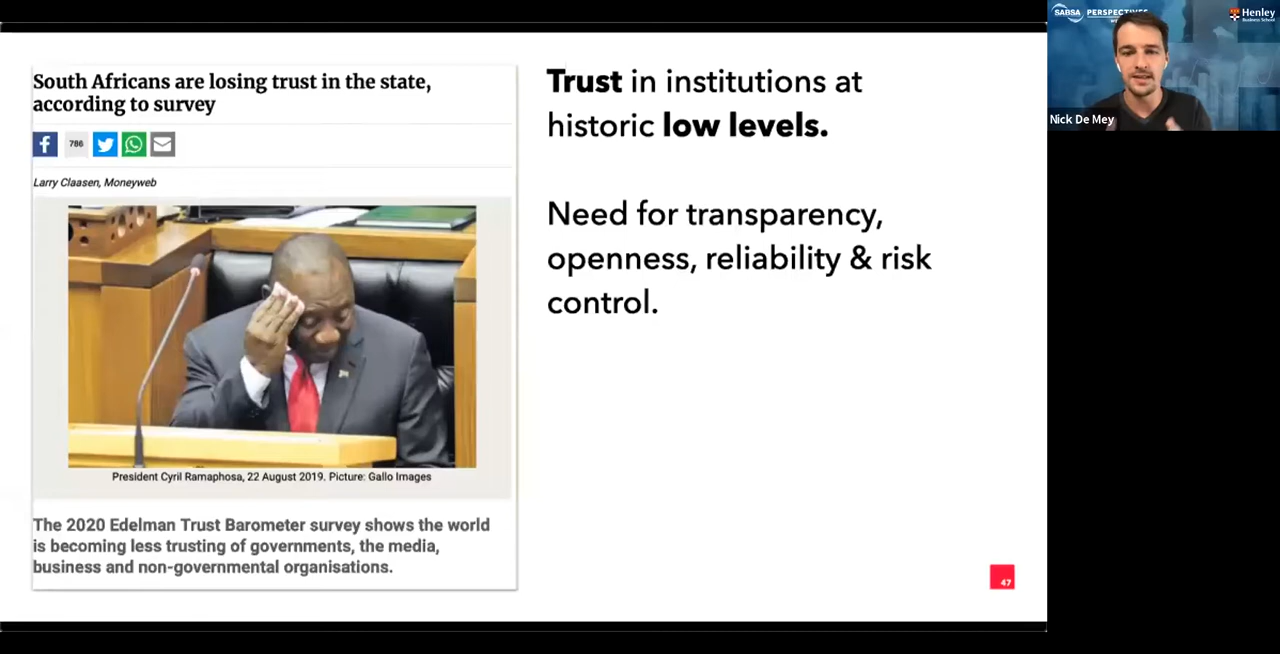 South Africans are losing trust in the state,
according to survey
786
Larry Claasen, Moneyweb
President Cyril Ramaphosa, 22 August 2019. Picture: Gallo Images
The 2020 Edelman Trust Barometer survey shows the world
is becoming less trusting of governments, the media,
business and non-governmental organisations.
Trust in institutions at
historic low levels.
Need for transparency,
openness, reliability & risk
control.
47
SABSA PERSPECTIVES
Henley
Business School
Nick De Mey